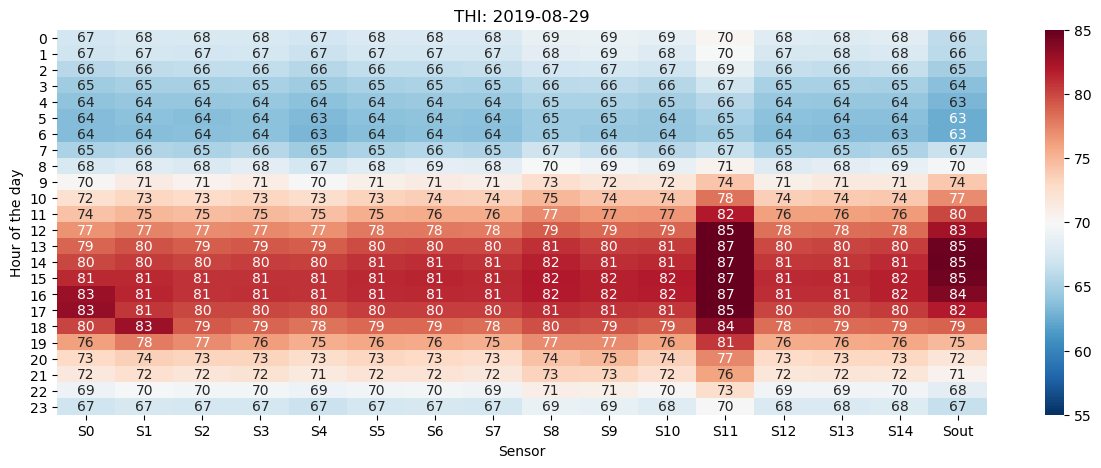 THI: 2019-08-29
Hour of the day
0 67 68 68 68 67 68 68 68 69 69 69 70 68 68 68 66
1 67 67 67 67 67 67 67 67 68 69 68 70 67 68 68 66
2 66 66 66 66 66 66 66 66 67 67 67 69 66 66 66 65
3 65 65 65 65 65 65 65 65 66 66 66 67 65 65 65 64
4 64 64 64 64 64 64 64 64 65 65 65 66 64 64 64 63
5 64 64 64 64 63 64 64 64 65 65 64 65 64 64 64 63
6 64 64 64 64 63 64 64 64 65 64 64 65 64 63 63 63
7 65 66 65 66 65 65 66 65 67 66 66 67 65 65 65 67
8 68 68 68 68 67 68 69 68 70 69 69 71 68 68 69 70
9 70 71 71 71 70 71 71 71 73 72 72 74 71 71 71 74
10 72 73 73 73 73 73 74 74 75 74 74 78 74 74 74 77
11 74 75 75 75 75 75 76 76 77 77 77 82 76 76 76 80
12 77 77 77 77 77 78 78 78 79 79 79 85 78 78 78 83
13 79 80 79 79 79 80 80 80 81 80 81 87 80 80 80 85
14 80 80 80 80 80 81 81 81 82 81 81 87 81 81 81 85
15 81 81 81 81 81 81 81 81 82 82 82 87 81 81 82 85
16 83 81 81 81 81 81 81 81 82 82 82 87 81 81 82 84
17 83 81 80 80 80 80 80 80 81 81 81 85 80 80 80 82
18 80 83 79 79 78 79 79 78 80 79 79 84 78 79 79 79
19 76 78 77 76 75 76 76 75 77 77 76 81 76 76 76 75
20 73 74 73 73 73 73 73 73 74 75 74 77 73 73 73 72
21 72 72 72 72 71 72 72 72 73 73 72 76 72 72 72 71
22 69 70 70 70 69 70 70 69 71 71 70 73 69 69 70 68
23 67 67 67 67 67 67 67 67 69 69 68 70 68 68 68 67
S0 S1 S2 S3 S4 S5 S6 S7 S8 S9 S10 S11 S12 S13 S14 Sout
Sensor
85
80
75
70
65
60
55